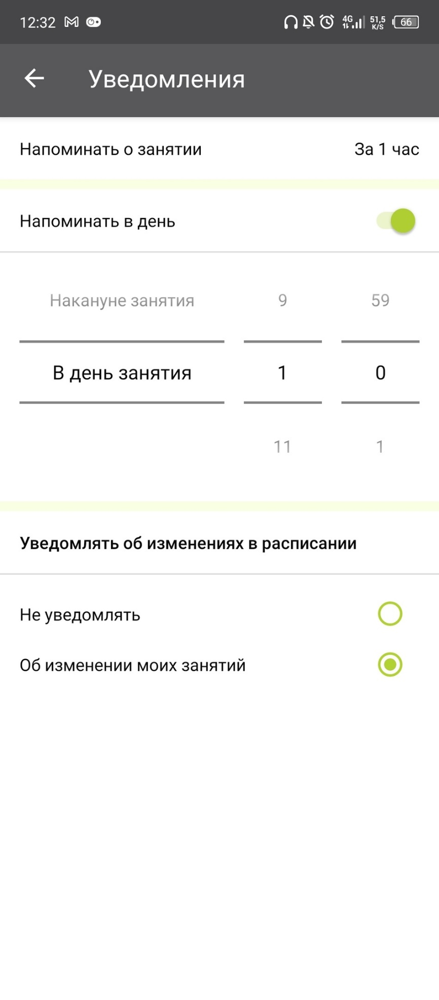 12:32 4G 51,5 K/S 66
Уведомления
Напоминать о занятии За 1 час
Напоминать в день
Накануне занятия 9 59
В день занятия 1 0
11 1
Уведомлять об изменениях в расписании
Не уведомлять
Об изменении моих занятий